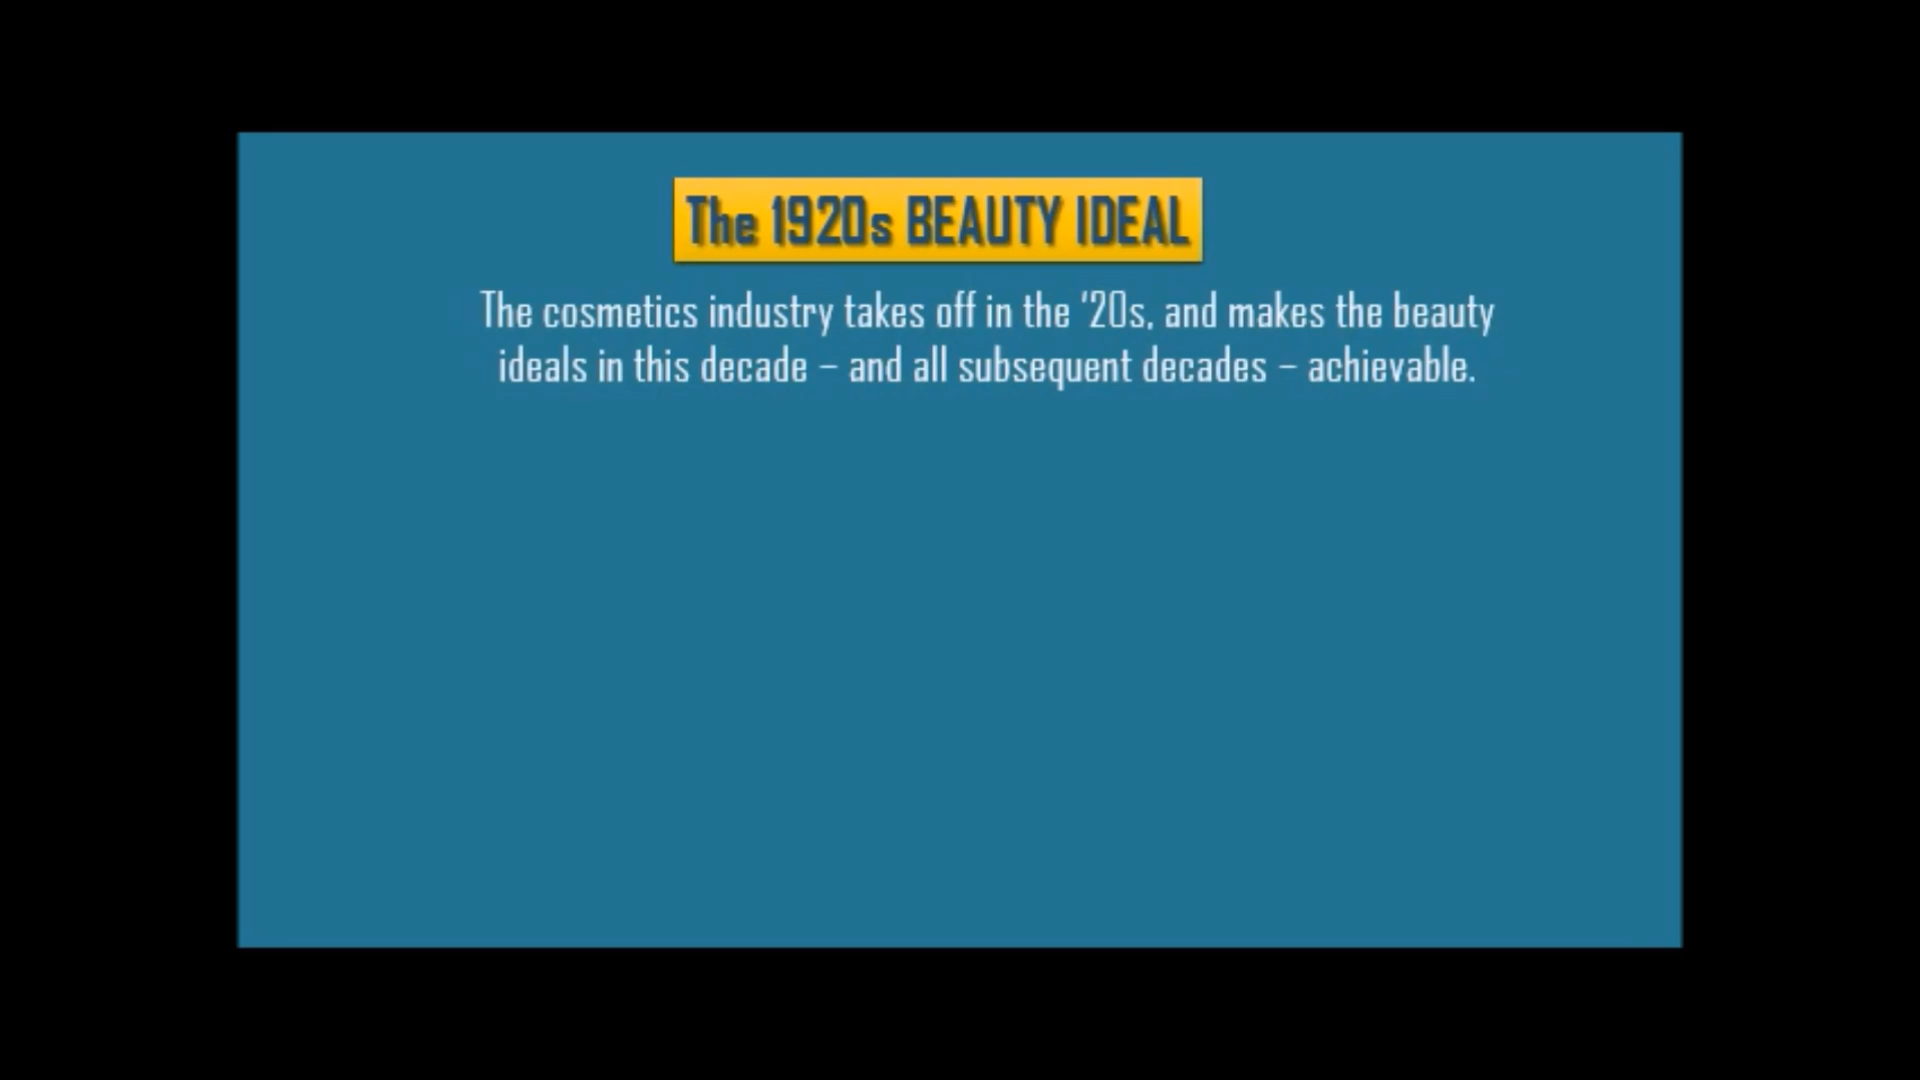 The 1920s BEAUTY IDEAL
The cosmetics industry takes off in the '20s, and makes the beauty
ideals in this decade – and all subsequent decades – achievable.